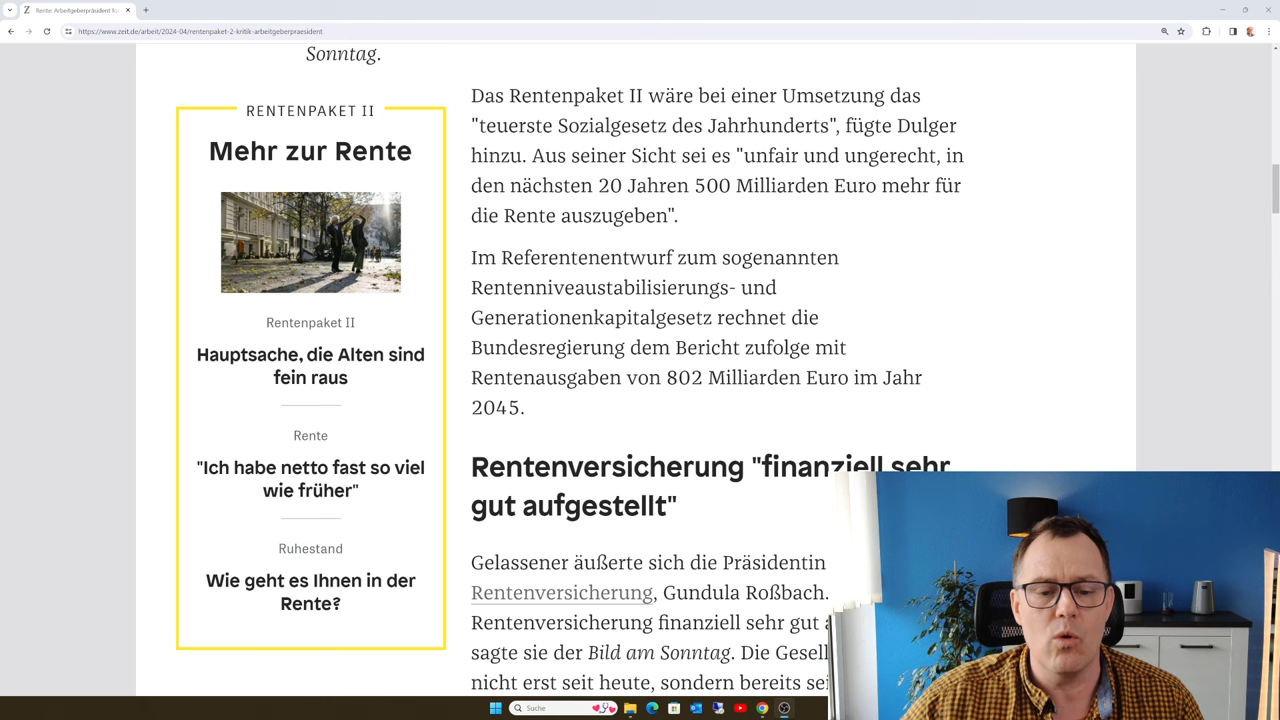 Rente: Arbeitgeberpräsident for
https://www.zeit.de/arbeit/2024-04/rentenpaket-2-kritik-arbeitgeberpraesident
Sonntag.
RENTENPAKET II
Mehr zur Rente
Rentenpaket II
Hauptsache, die Alten sind
fein raus
Rente
"Ich habe netto fast so viel
wie früher"
Ruhestand
Wie geht es Ihnen in der
Rente?
Das Rentenpaket II wäre bei einer Umsetzung das
"teuerste Sozialgesetz des Jahrhunderts", fügte Dulger
hinzu. Aus seiner Sicht sei es "unfair und ungerecht, in
den nächsten 20 Jahren 500 Milliarden Euro mehr für
die Rente auszugeben".
Im Referentenentwurf zum sogenannten
Rentenniveaustabilisierungs- und
Generationenkapitalgesetz rechnet die
Bundesregierung dem Bericht zufolge mit
Rentenausgaben von 802 Milliarden Euro im Jahr
2045.
Rentenversicherung "finanziell sehr
gut aufgestellt"
Gelassener äußerte sich die Präsidentin
Rentenversicherung, Gundula Roßbach.
Rentenversicherung finanziell sehr gut
sagte sie der Bild am Sonntag. Die
nicht erst seit heute, sondern bereits
Suche